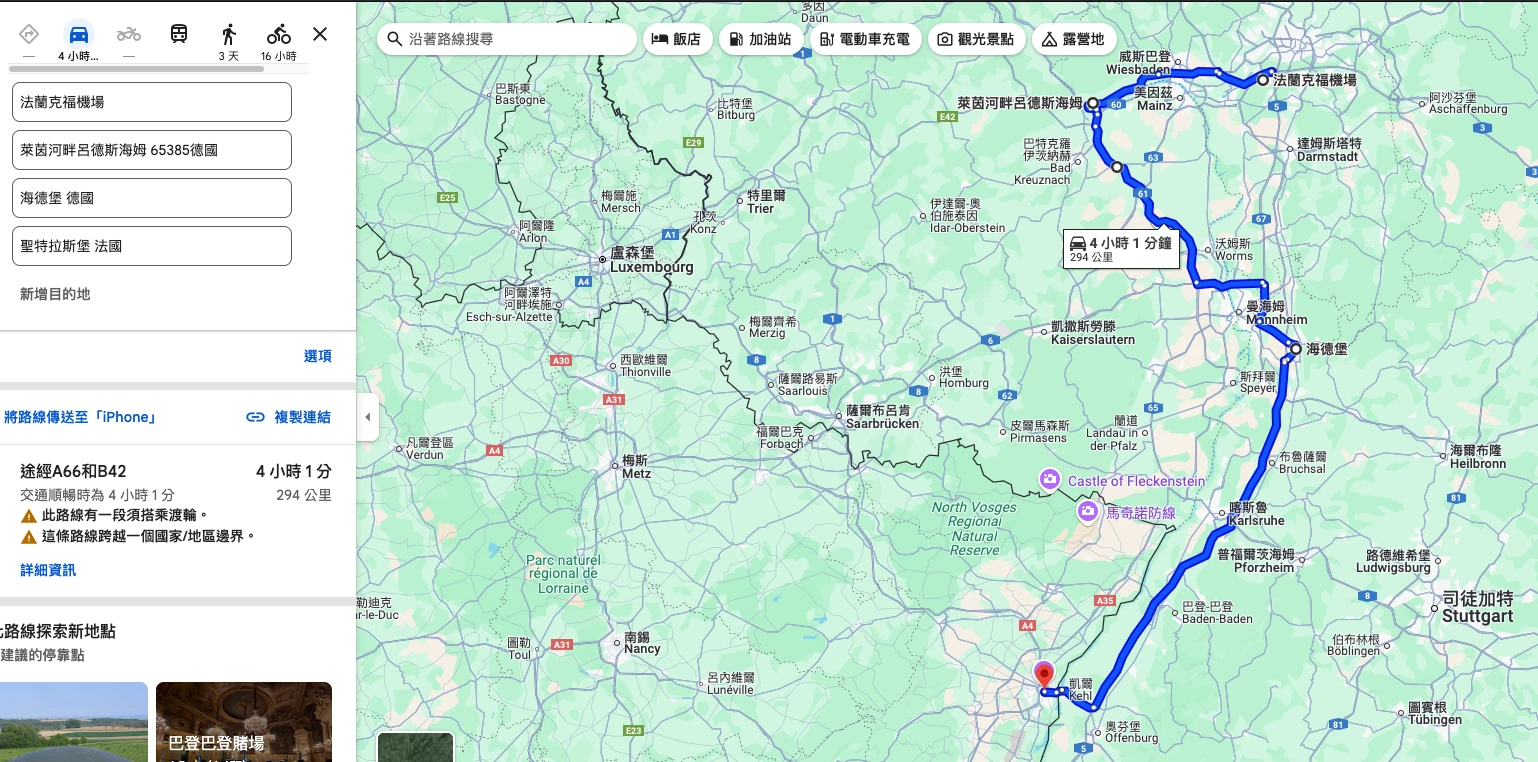 4 小時...
3 天
16 小時
法蘭克福機場
萊茵河畔呂德斯海姆 65385德國
海德堡 德國
聖特拉斯堡 法國
新增目的地
選項
將路線傳送至「iPhone」
複製連結
途經A66和B42
4 小時 1 分
交通順暢時為 4 小時 1 分
294 公里
此路線有一段須搭乘渡輪。
這條路線跨越一個國家/地區邊界。
詳細資訊
路線探索新地點
建議的停靠點
巴登巴登賭場
沿著路線搜尋
飯店
加油站
電動車充電
觀光景點
露營地
多因
Daun
1
威斯巴登
Wiesbaden
法蘭克福機場
巴斯東
Bastogne
比特堡
Bitburg
萊茵河畔呂德斯海姆
60
美因茲
Mainz
5
阿沙芬堡
Aschaffenburg
E42
3
E29
巴特克羅
伊茨納赫
Bad
Kreuznach
63
達姆斯塔特
Darmstadt
3
E25
梅爾施
Mersch
特里爾
Trier
61
伊達爾-奧
伯施泰因
Idar-Oberstein
67
阿爾隆
Arlon
孔茨
Konz
A1
4 小時 1 分鐘
294 公里
沃姆斯
Worms
盧森堡
Luxembourg
A4
阿爾澤特
河畔埃施
Esch-sur-Alzette
曼海姆
Mannheim
梅爾齊希
Merzig
1
凱撒斯勞滕
Kaiserslautern
6
海德堡
A30
西歐維爾
Thionville
8
薩爾路易斯
Saarlouis
洪堡
Homburg
8
62
斯拜爾
Speyer
A31
薩爾布呂肯
Saarbrücken
65
蘭道
Landau in
der Pfalz
皮爾馬森斯
Pirmasens
福爾巴克
Forbach
凡爾登區
Verdun
A4
梅斯
Metz
布魯薩爾
Bruchsal
海爾布隆
Heilbronn
Castle of Fleckenstein
81
馬奇諾防線
North Vosges
Regional
Natural
Reserve
喀斯魯
Karlsruhe
普福爾茨海姆
Pforzheim
路德維希堡
Ludwigsburg
Parc naturel
régional de
Lorraine
8
司徒加特
Stuttgart
勒迪克
r-le-Duc
A35
巴登-巴登
Baden-Baden
A4
圖勒
Toul
A31
南錫
Nancy
伯布林根
Böblingen
呂內維爾
Lunéville
凱爾
Kehl
圖賓根
Tübingen
E23
奧芬堡
Offenburg
81
5